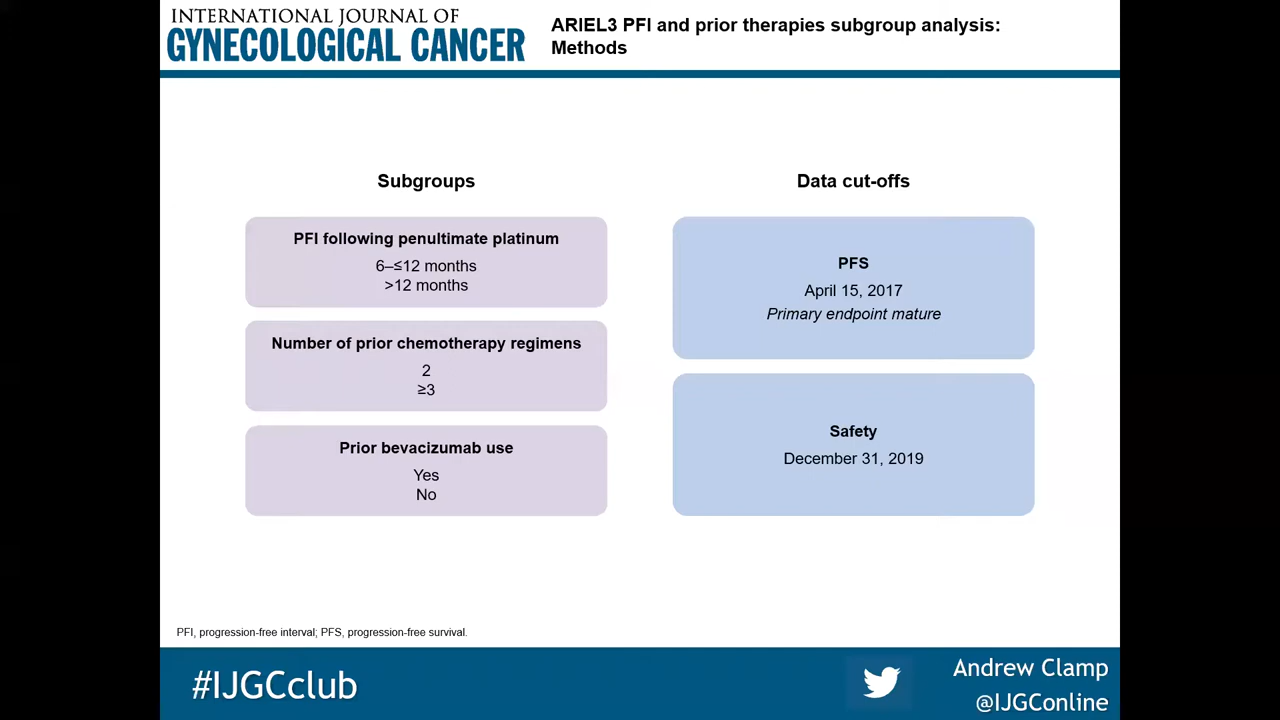 INTERNATIONAL JOURNAL OF
GYNECOLOGICAL CANCER
ARIEL3 PFI and prior therapies subgroup analysis:
Methods
Subgroups
PFI following penultimate platinum
6–≤12 months
>12 months
Number of prior chemotherapy regimens
2
≥3
Prior bevacizumab use
Yes
No
Data cut-offs
PFS
April 15, 2017
Primary endpoint mature
Safety
December 31, 2019
PFI, progression-free interval; PFS, progression-free survival.
#IJGCclub
Andrew Clamp
@IJGConline